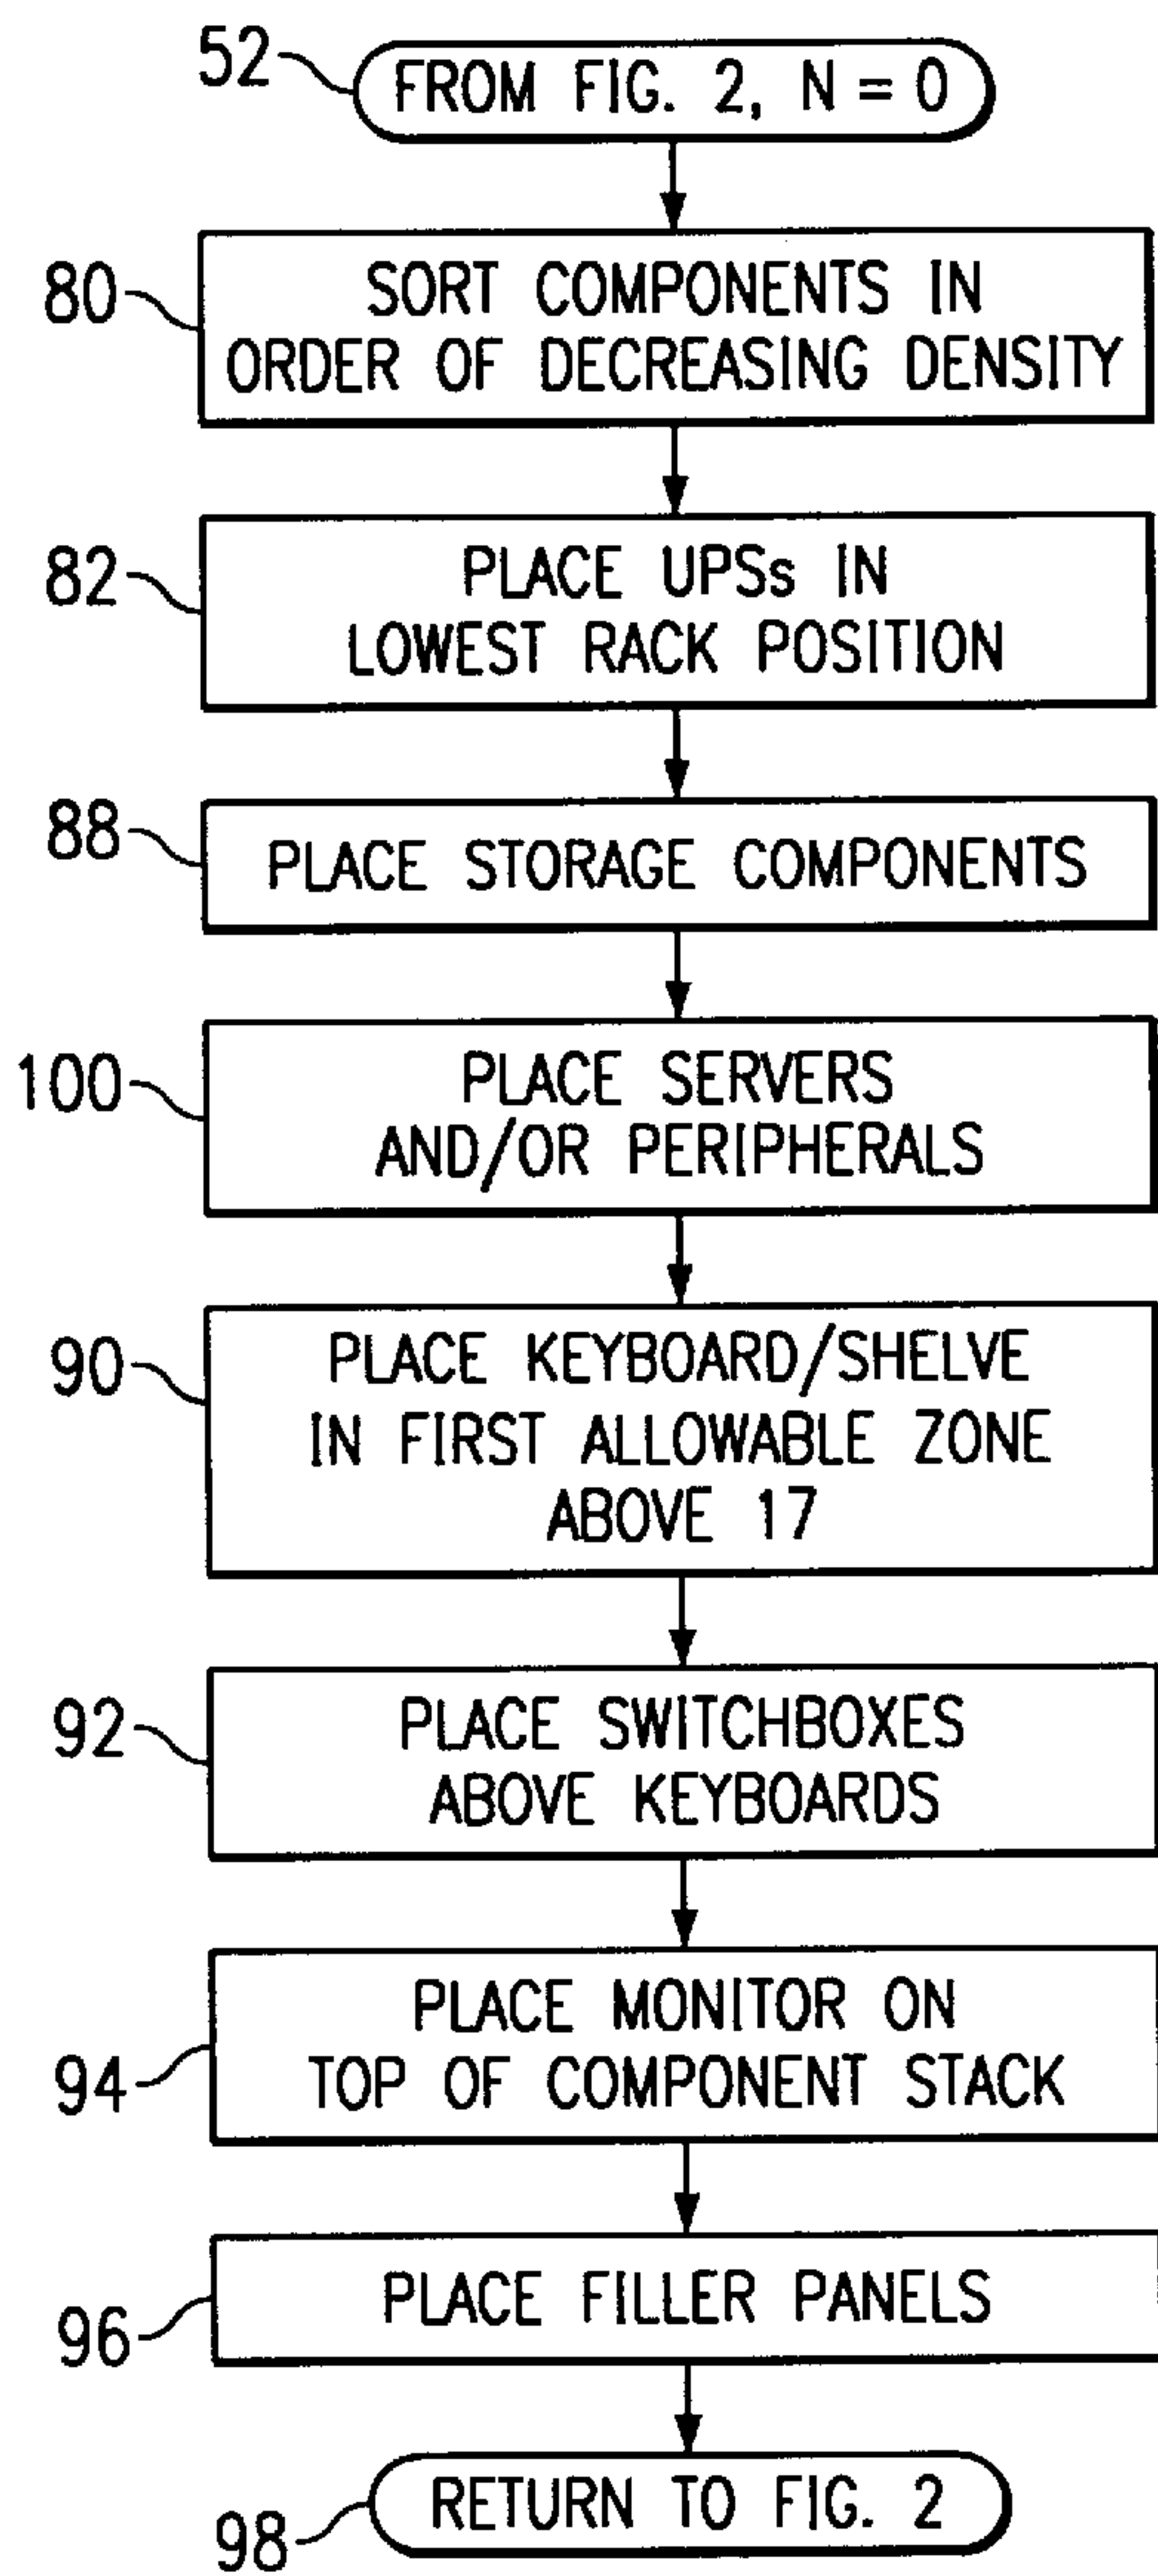 52
FROM FIG. 2, N = 0
80
SORT COMPONENTS IN
ORDER OF DECREASING DENSITY
82
PLACE UPSs IN
LOWEST RACK POSITION
88
PLACE STORAGE COMPONENTS
100
PLACE SERVERS
AND/OR PERIPHERALS
90
PLACE KEYBOARD/SHELVE
IN FIRST ALLOWABLE ZONE
ABOVE 17
92
PLACE SWITCHBOXES
ABOVE KEYBOARDS
94
PLACE MONITOR ON
TOP OF COMPONENT STACK
96
PLACE FILLER PANELS
98
RETURN TO FIG. 2